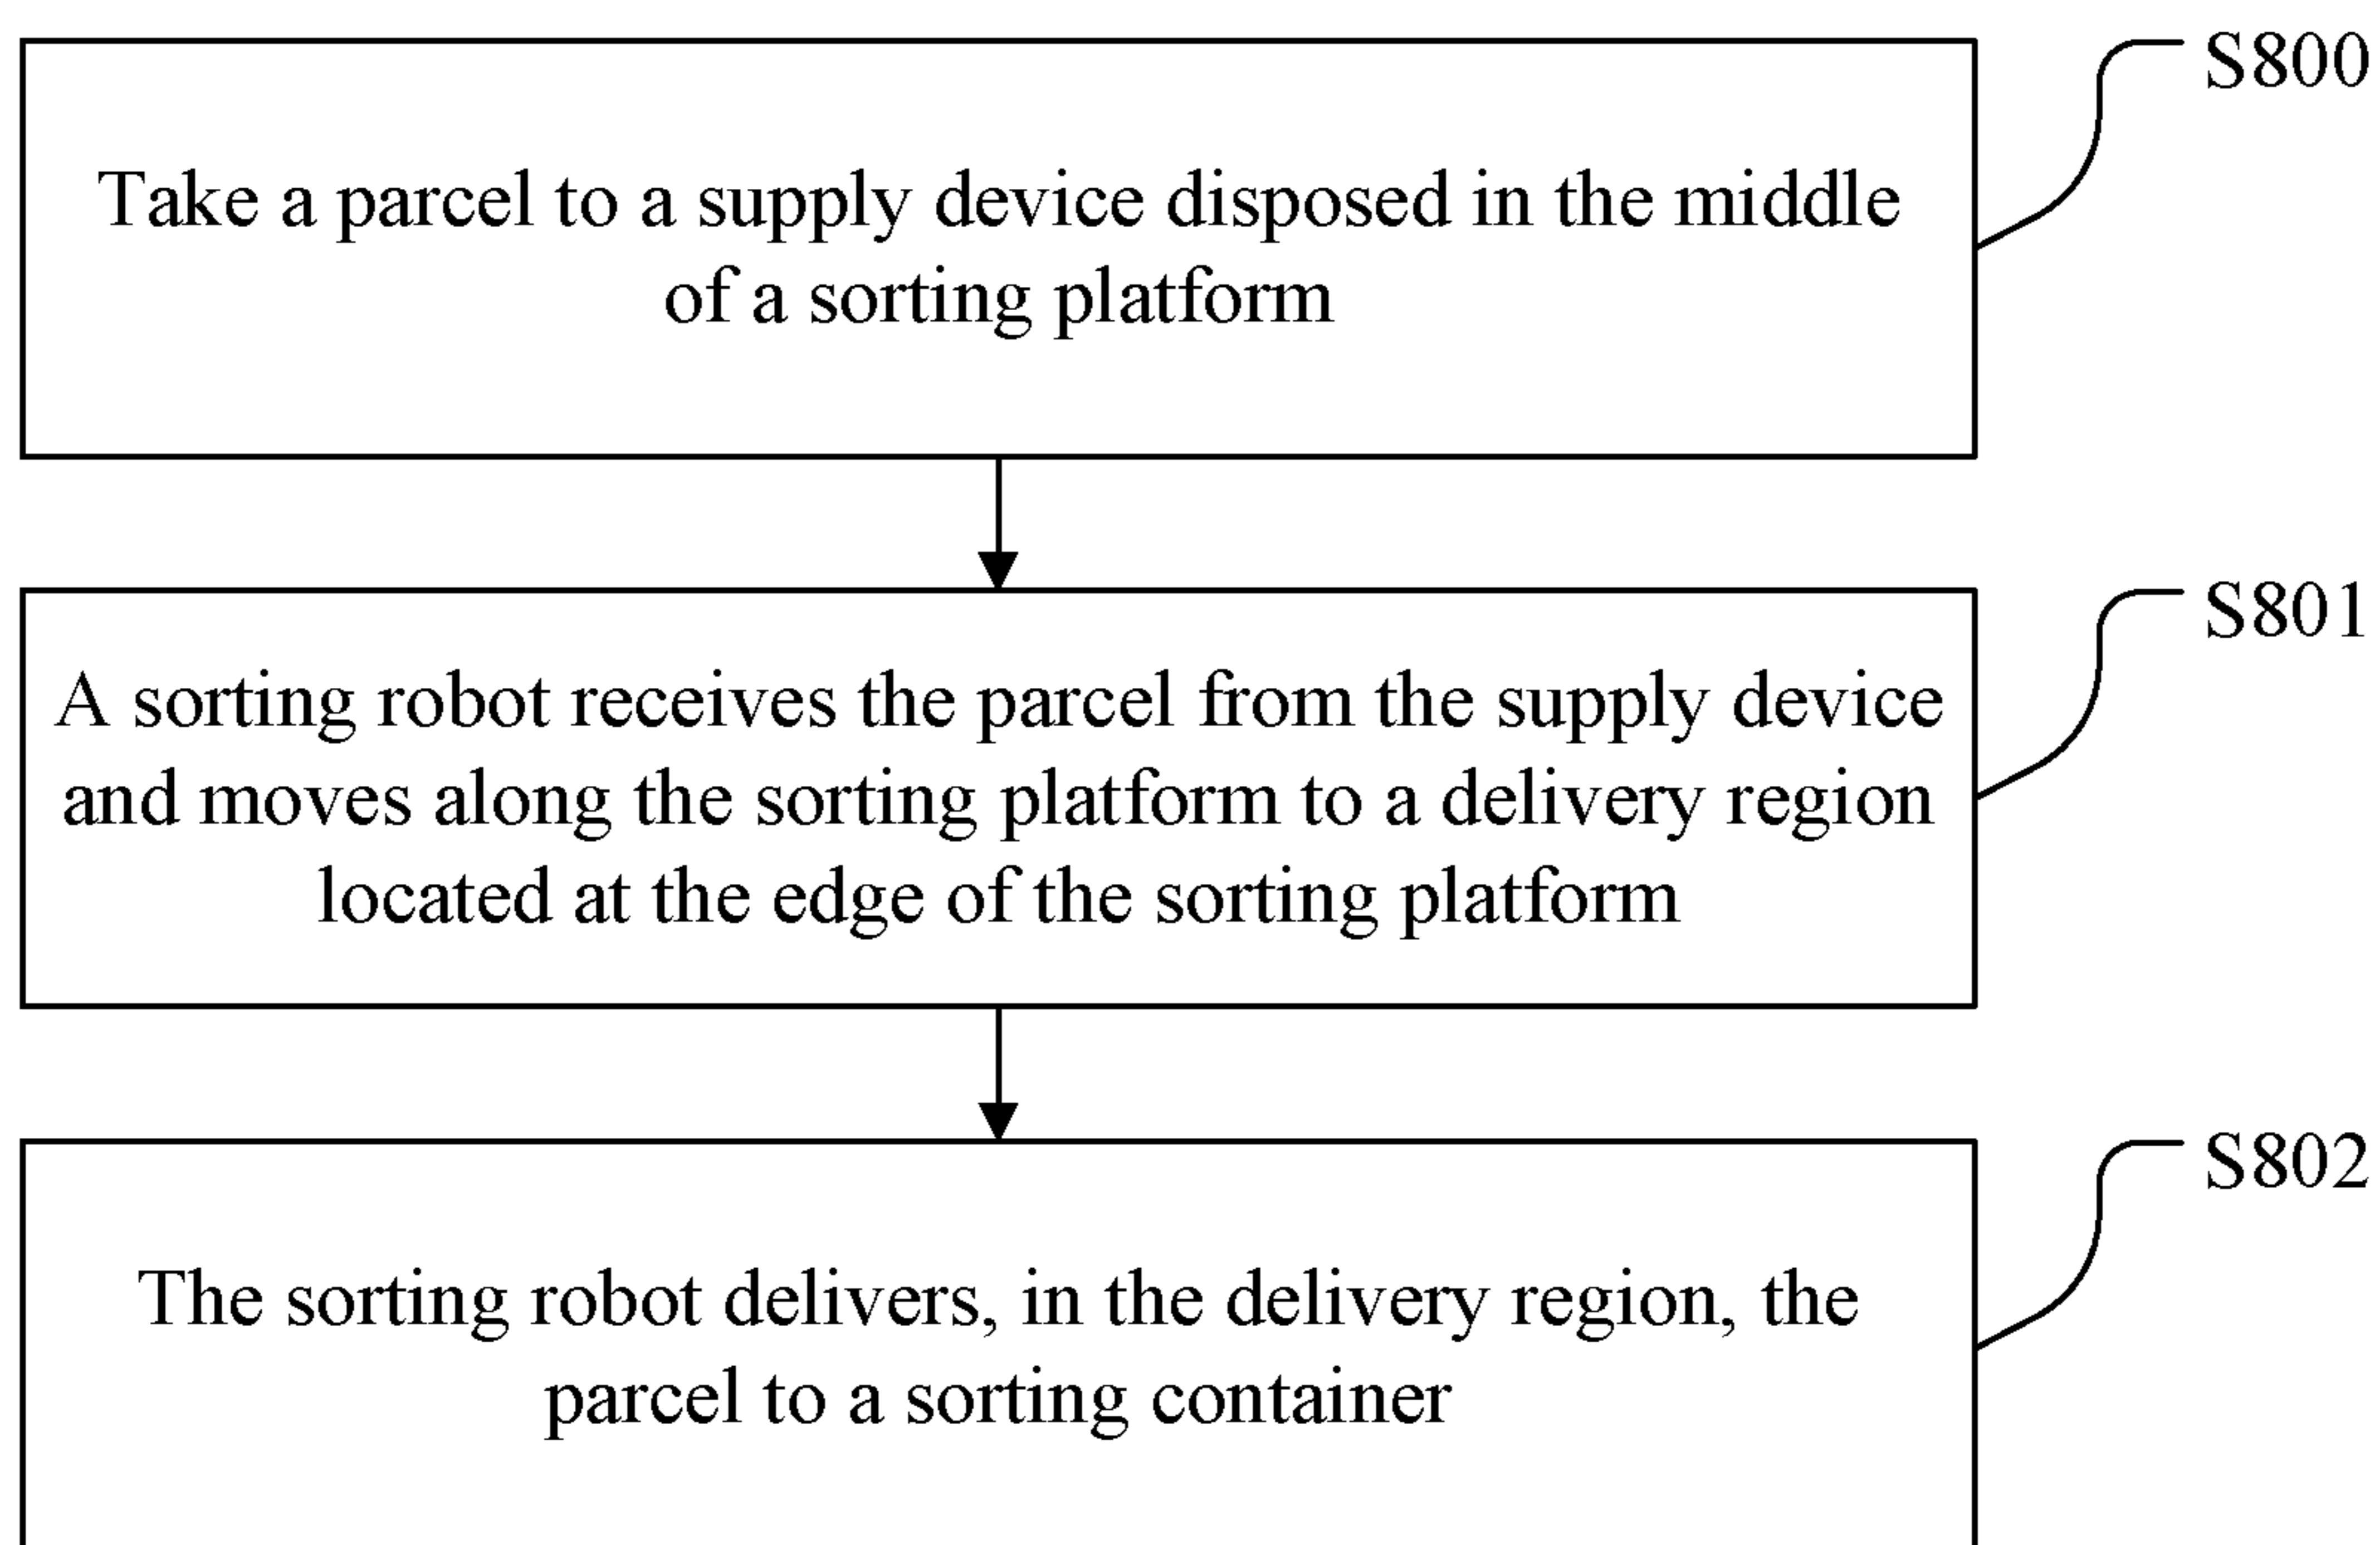 S800
Take a parcel to a supply device disposed in the middle
of a sorting platform
S801
A sorting robot receives the parcel from the supply device
and moves along the sorting platform to a delivery region
located at the edge of the sorting platform
S802
The sorting robot delivers, in the delivery region, the
parcel to a sorting container